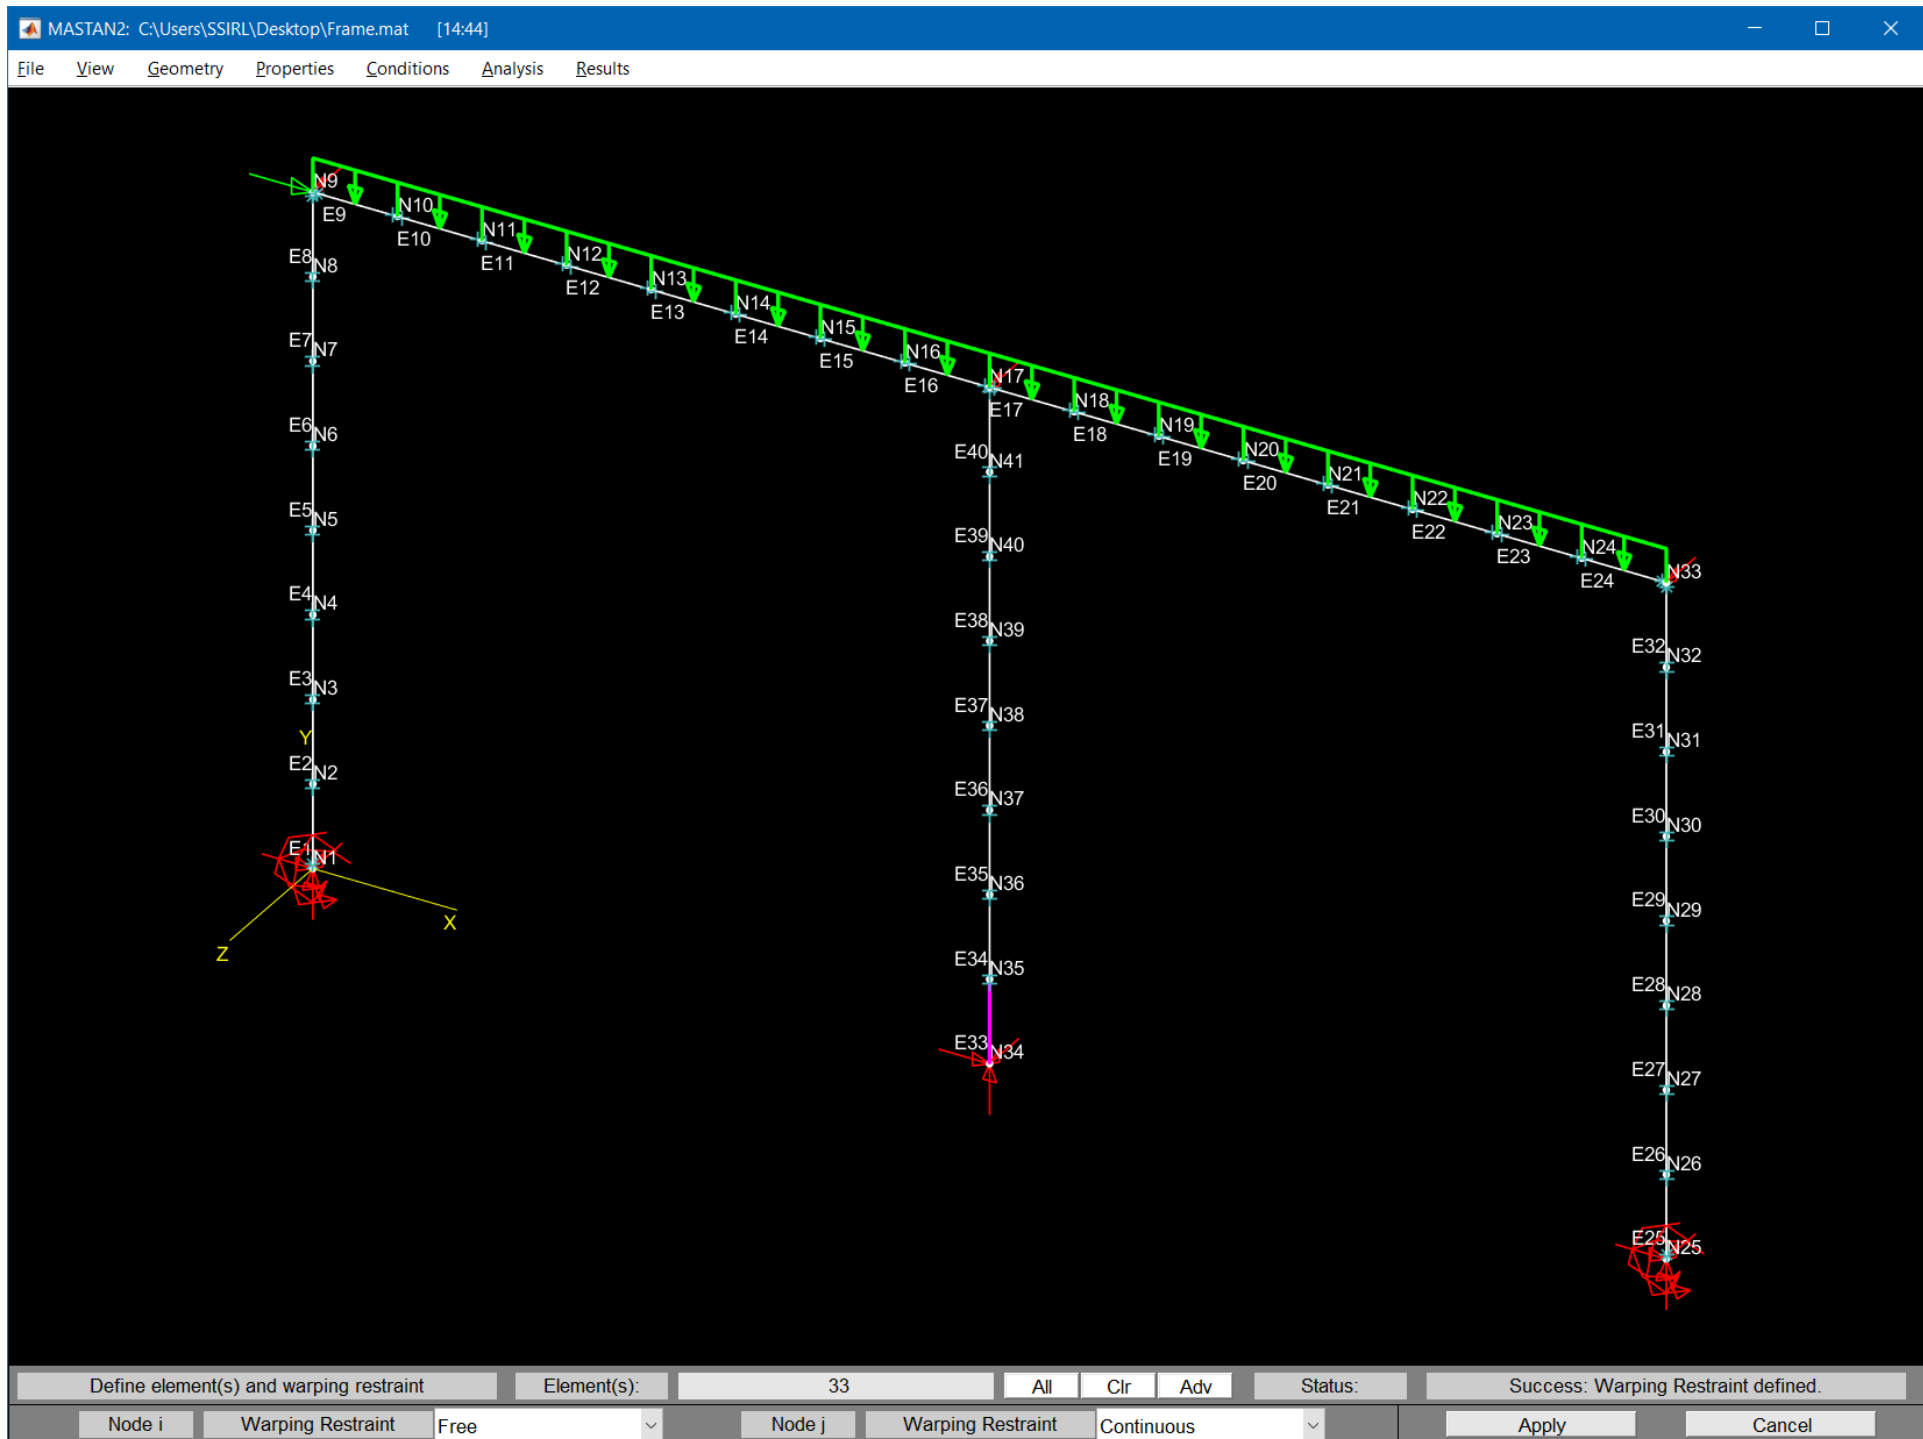 MASTAN2: C:\Users\SSIRL\Desktop\Frame.mat [14:44]
File View Geometry Properties Conditions Analysis Results
N9
E9
N10
E10
N11
E11
N12
E12
N13
E13
N14
E14
N15
E15
N16
E16
N17
E17
N18
E18
N19
E19
N20
E20
N21
E21
N22
E22
N23
E23
N24
E24
N33
E8 N8
E7 N7
E6 N6
E5 N5
E4 N4
E3 N3
Y
E2 N2
E1 N1
X
Z
E40 N41
E39 N40
E38 N39
E37 N38
E36 N37
E35 N36
E34 N35
E33 N34
E32 N32
E31 N31
E30 N30
E29 N29
E28 N28
E27 N27
E26 N26
E25 N25
Define element(s) and warping restraint Element(s): 33 All Clr Adv Status: Success: Warping Restraint defined.
Node i Warping Restraint Free Node j Warping Restraint Continuous Apply Cancel